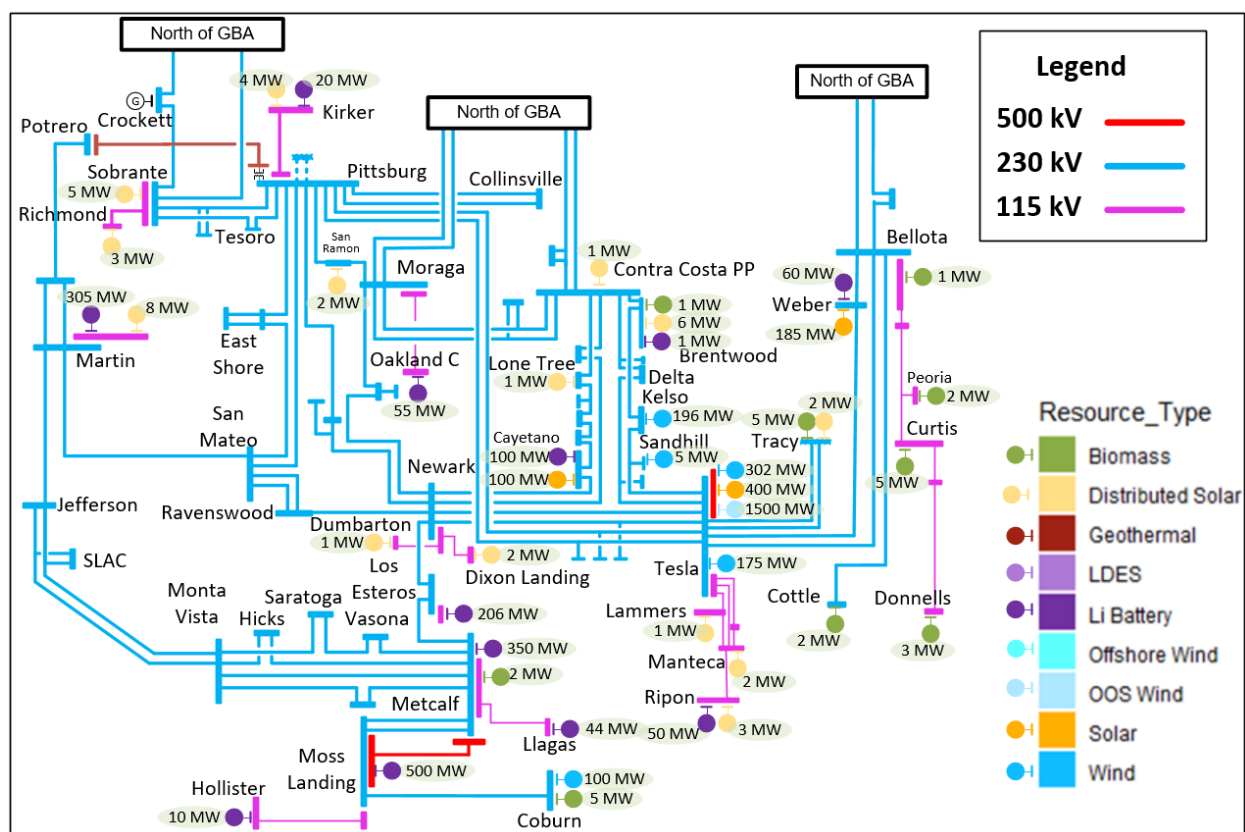 North of GBA
North of GBA
North of GBA
Legend
500 kV
230 kV
115 kV
4 MW
20 MW
Kirker
G
Crockett
Potrero
Sobrante
5 MW
Richmond
3 MW
Tesoro
Pittsburg
Collinsville
San
Ramon
2 MW
Moraga
1 MW
Contra Costa PP
Bellota
60 MW
Weber
185 MW
1 MW
1 MW
6 MW
1 MW
Brentwood
305 MW
8 MW
Martin
East
Shore
Oakland C
55 MW
Lone Tree
1 MW
Delta
Kelso
196 MW
Sandhill
5 MW
2 MW
5 MW
Tracy
Peoria
2 MW
Curtis
5 MW
San
Mateo
Cayetano
100 MW
100 MW
Newark
302 MW
400 MW
1500 MW
Resource_Type
Biomass
Distributed Solar
Geothermal
LDES
Li Battery
Offshore Wind
OOS Wind
Solar
Wind
Jefferson
Ravenswood
Dumbarton
1 MW
Los
2 MW
Dixon Landing
SLAC
Tesla
175 MW
Cottle
2 MW
Donnells
3 MW
Monta
Vista
Hicks
Saratoga
Vasona
Esteros
206 MW
Lammers
1 MW
Manteca
2 MW
350 MW
2 MW
Metcalf
Ripon
50 MW
3 MW
Llagas
44 MW
Moss
Landing
500 MW
Hollister
10 MW
100 MW
5 MW
Coburn